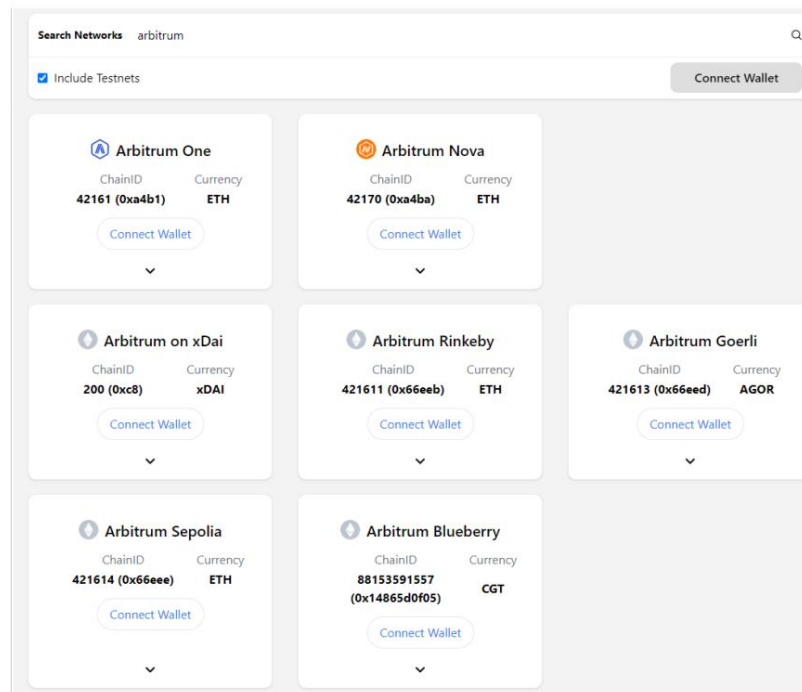 Search Networks arbitrum
Include Testnets
Connect Wallet
Arbitrum One
ChainID Currency
42161 (0xa4b1) ETH
Connect Wallet
Arbitrum Nova
ChainID Currency
42170 (0xa4ba) ETH
Connect Wallet
Arbitrum on xDai
ChainID Currency
200 (0xc8) xDAI
Connect Wallet
Arbitrum Rinkeby
ChainID Currency
421611 (0x66eeb) ETH
Connect Wallet
Arbitrum Goerli
ChainID Currency
421613 (0x66eed) AGOR
Connect Wallet
Arbitrum Sepolia
ChainID Currency
421614 (0x66eee) ETH
Connect Wallet
Arbitrum Blueberry
ChainID Currency
88153591557
(0x14865d0f05) CGT
Connect Wallet